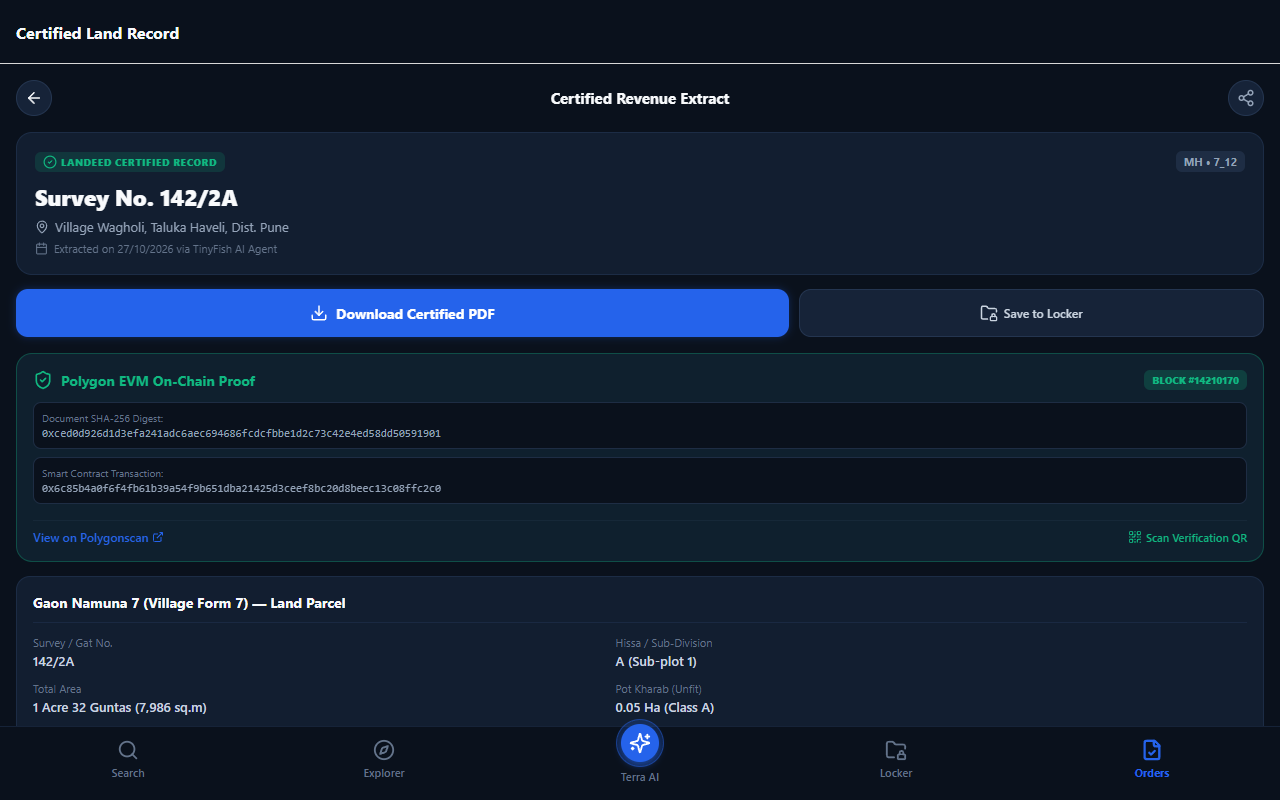 Certified Land Record
Certified Revenue Extract
LANDEED CERTIFIED RECORD
MH • 7_12
Survey No. 142/2A
Village Wagholi, Taluka Haveli, Dist. Pune
Extracted on 27/10/2026 via TinyFish AI Agent
Download Certified PDF
Save to Locker
Polygon EVM On-Chain Proof
BLOCK #14210170
Document SHA-256 Digest:
0xced0d926d1d3efa241adc6aec694686fcdcfbbe1d2c73c42e4ed58dd50591901
Smart Contract Transaction:
0x6c85b4a0f6f4fb61b39a54f9b651dba21425d3ceef8bc20d8beec13c08ffc2c0
View on Polygonscan
Scan Verification QR
Gaon Namuna 7 (Village Form 7) — Land Parcel
Survey / Gat No.
Hissa / Sub-Division
142/2A
A (Sub-plot 1)
Total Area
Pot Kharab (Unfit)
1 Acre 32 Guntas (7,986 sq.m)
0.05 Ha (Class A)
Search
Explorer
Terra AI
Locker
Orders